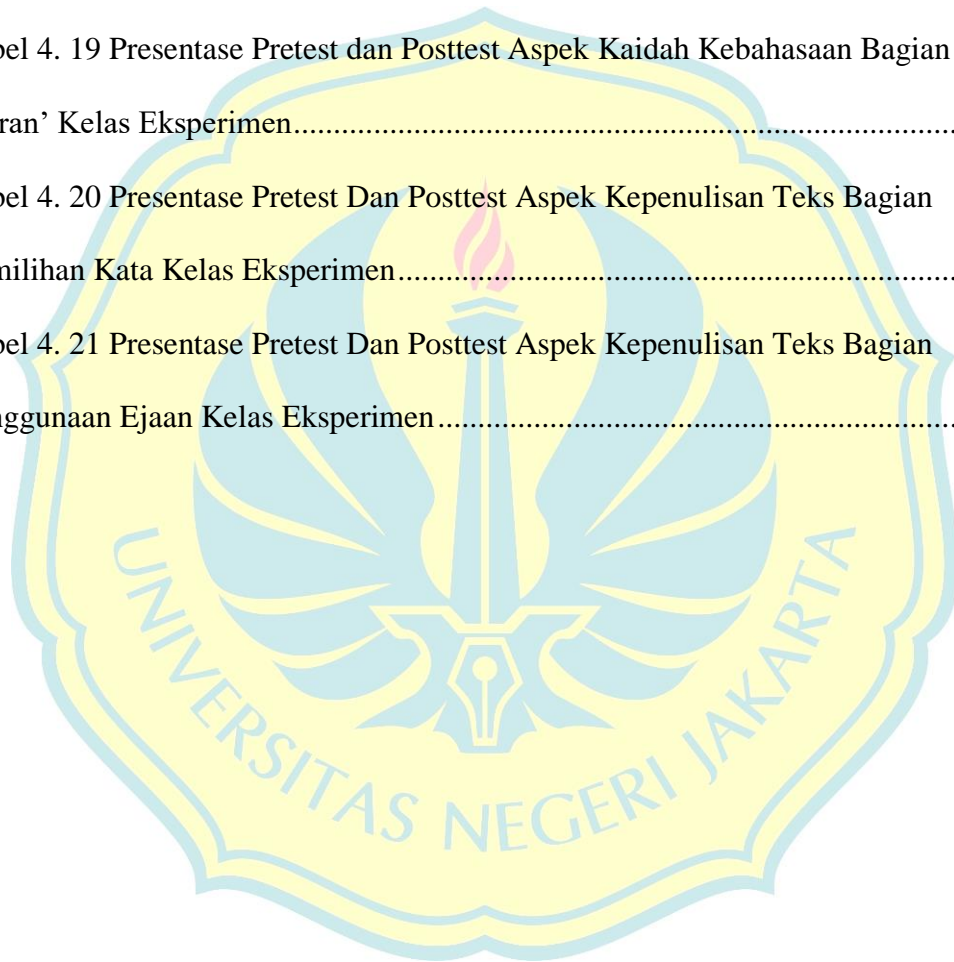 bel 4. 19 Presentase Pretest dan Posttest Aspek Kaidah Kebahasaan Bagian
ran’ Kelas Eksperimen....................................................................................
bel 4. 20 Presentase Pretest Dan Posttest Aspek Kepenulisan Teks Bagian
milihan Kata Kelas Eksperimen.......................................................................
bel 4. 21 Presentase Pretest Dan Posttest Aspek Kepenulisan Teks Bagian
nggunaan Ejaan Kelas Eksperimen..................................................................
UNIVERSITAS NEGERI JAKARTA